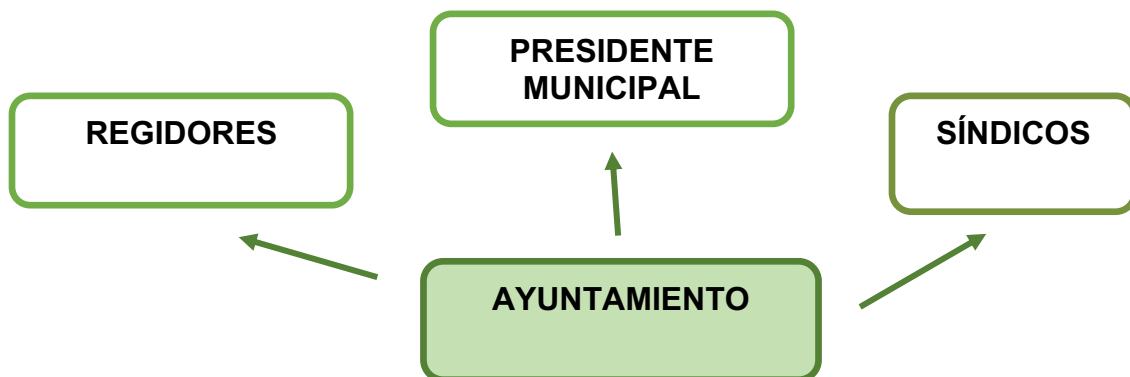 PRESIDENTE
MUNICIPAL
REGIDORES
SÍNDICOS
AYUNTAMIENTO